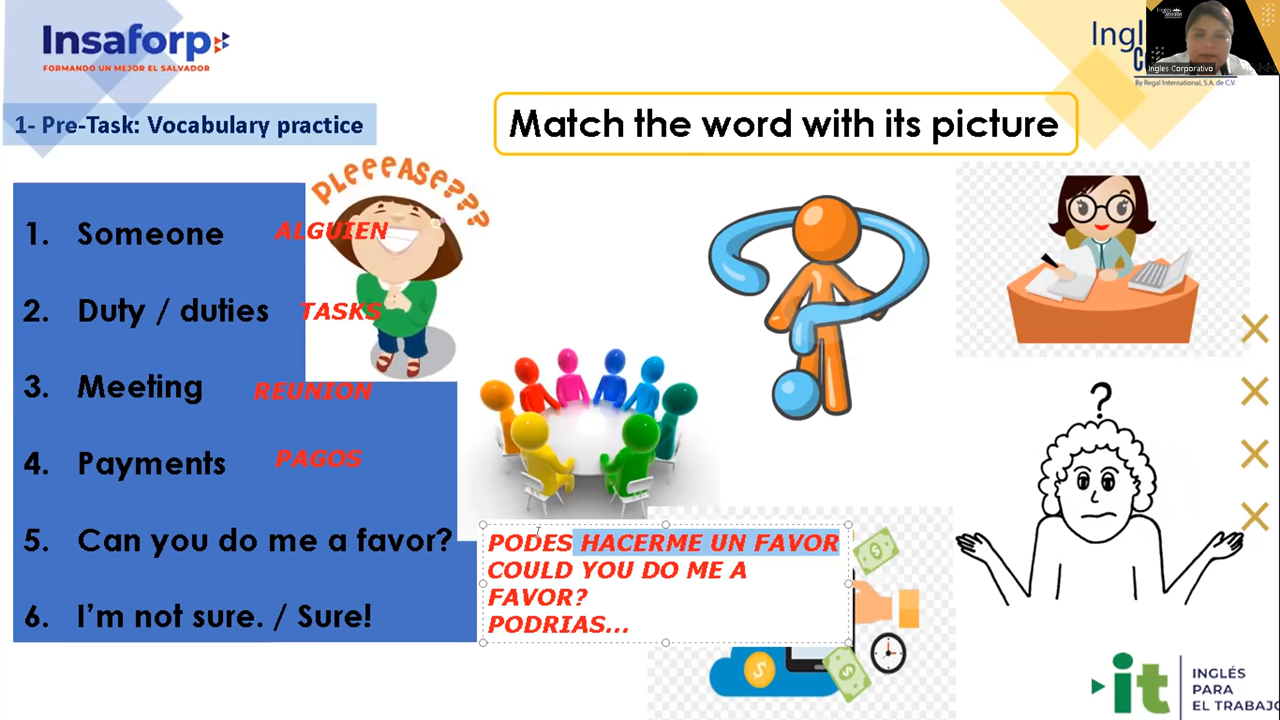 Insaforp
FORMANDO UN MEJOR EL SALVADOR
Ingl
By Regal International, S.A. de C.V.
Ingles Corporativo
1- Pre-Task: Vocabulary practice
Match the word with its picture
PLEEEASE???
1. Someone ALGUIEN
2. Duty / duties TASKS
3. Meeting REUNION
4. Payments PAGOS
5. Can you do me a favor?
6. I'm not sure. / Sure!
PODES HACERME UN FAVOR
COULD YOU DO ME A
FAVOR?
PODRIAS...
?
it
INGLÉS
PARA
EL TRABAJO